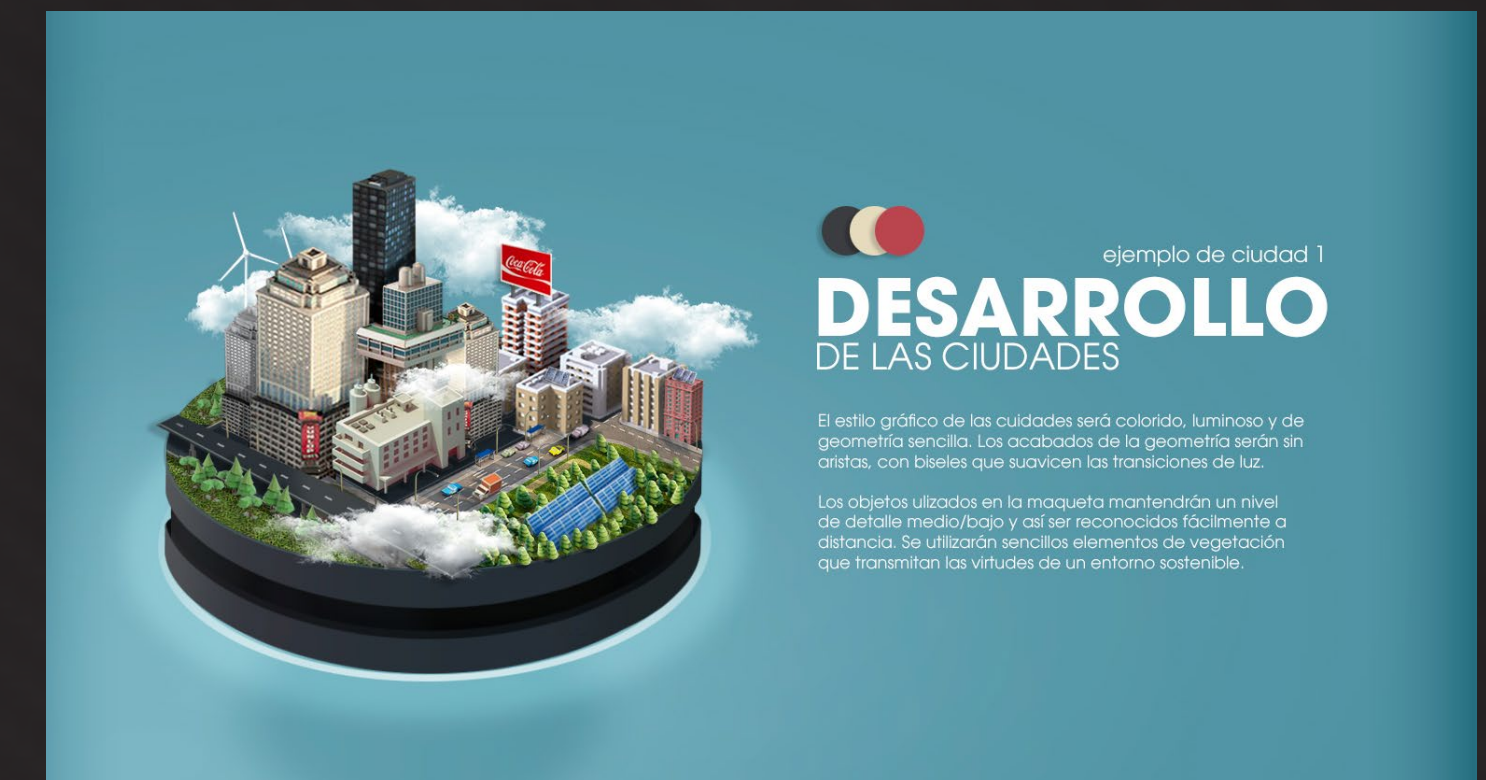 ejemplo de ciudad 1
DESARROLLO
DE LAS CIUDADES
El estilo gráfico de las cuidades será colorido, luminoso y de
geometría sencilla. Los acabados de la geometría serán sin
aristas, con biseles que suavicen las transiciones de luz.
Los objetos ulizados en la maqueta mantendrán un nivel
de detalle medio/bajo y así ser reconocidos fácilmente a
distancia. Se utilizarán sencillos elementos de vegetación
que transmitan las virtudes de un entorno sostenible.
Coca-Cola